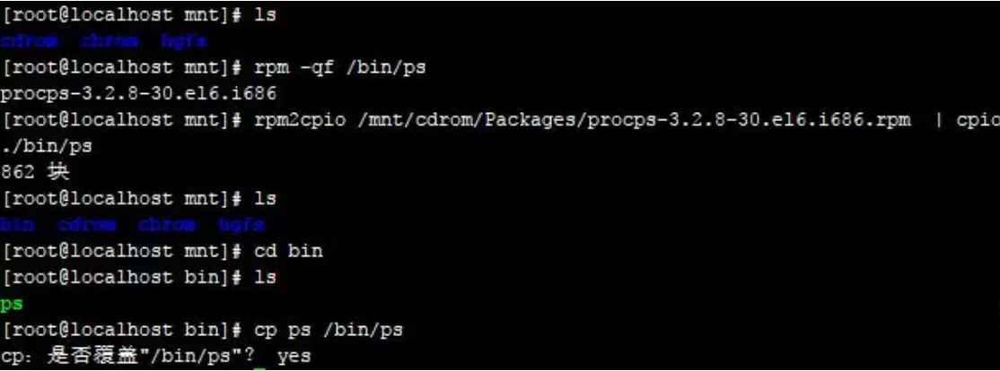 [root@localhost mnt]# ls
cdrom chrom hgfs
[root@localhost mnt]# rpm -qf /bin/ps
procps-3.2.8-30.el6.i686
[root@localhost mnt]# rpm2cpio /mnt/cdrom/Packages/procps-3.2.8-30.el6.i686.rpm | cpio
./bin/ps
862 块
[root@localhost mnt]# ls
bin cdrom chrom hgfs
[root@localhost mnt]# cd bin
[root@localhost bin]# ls
ps
[root@localhost bin]# cp ps /bin/ps
cp：是否覆盖"/bin/ps"？ yes